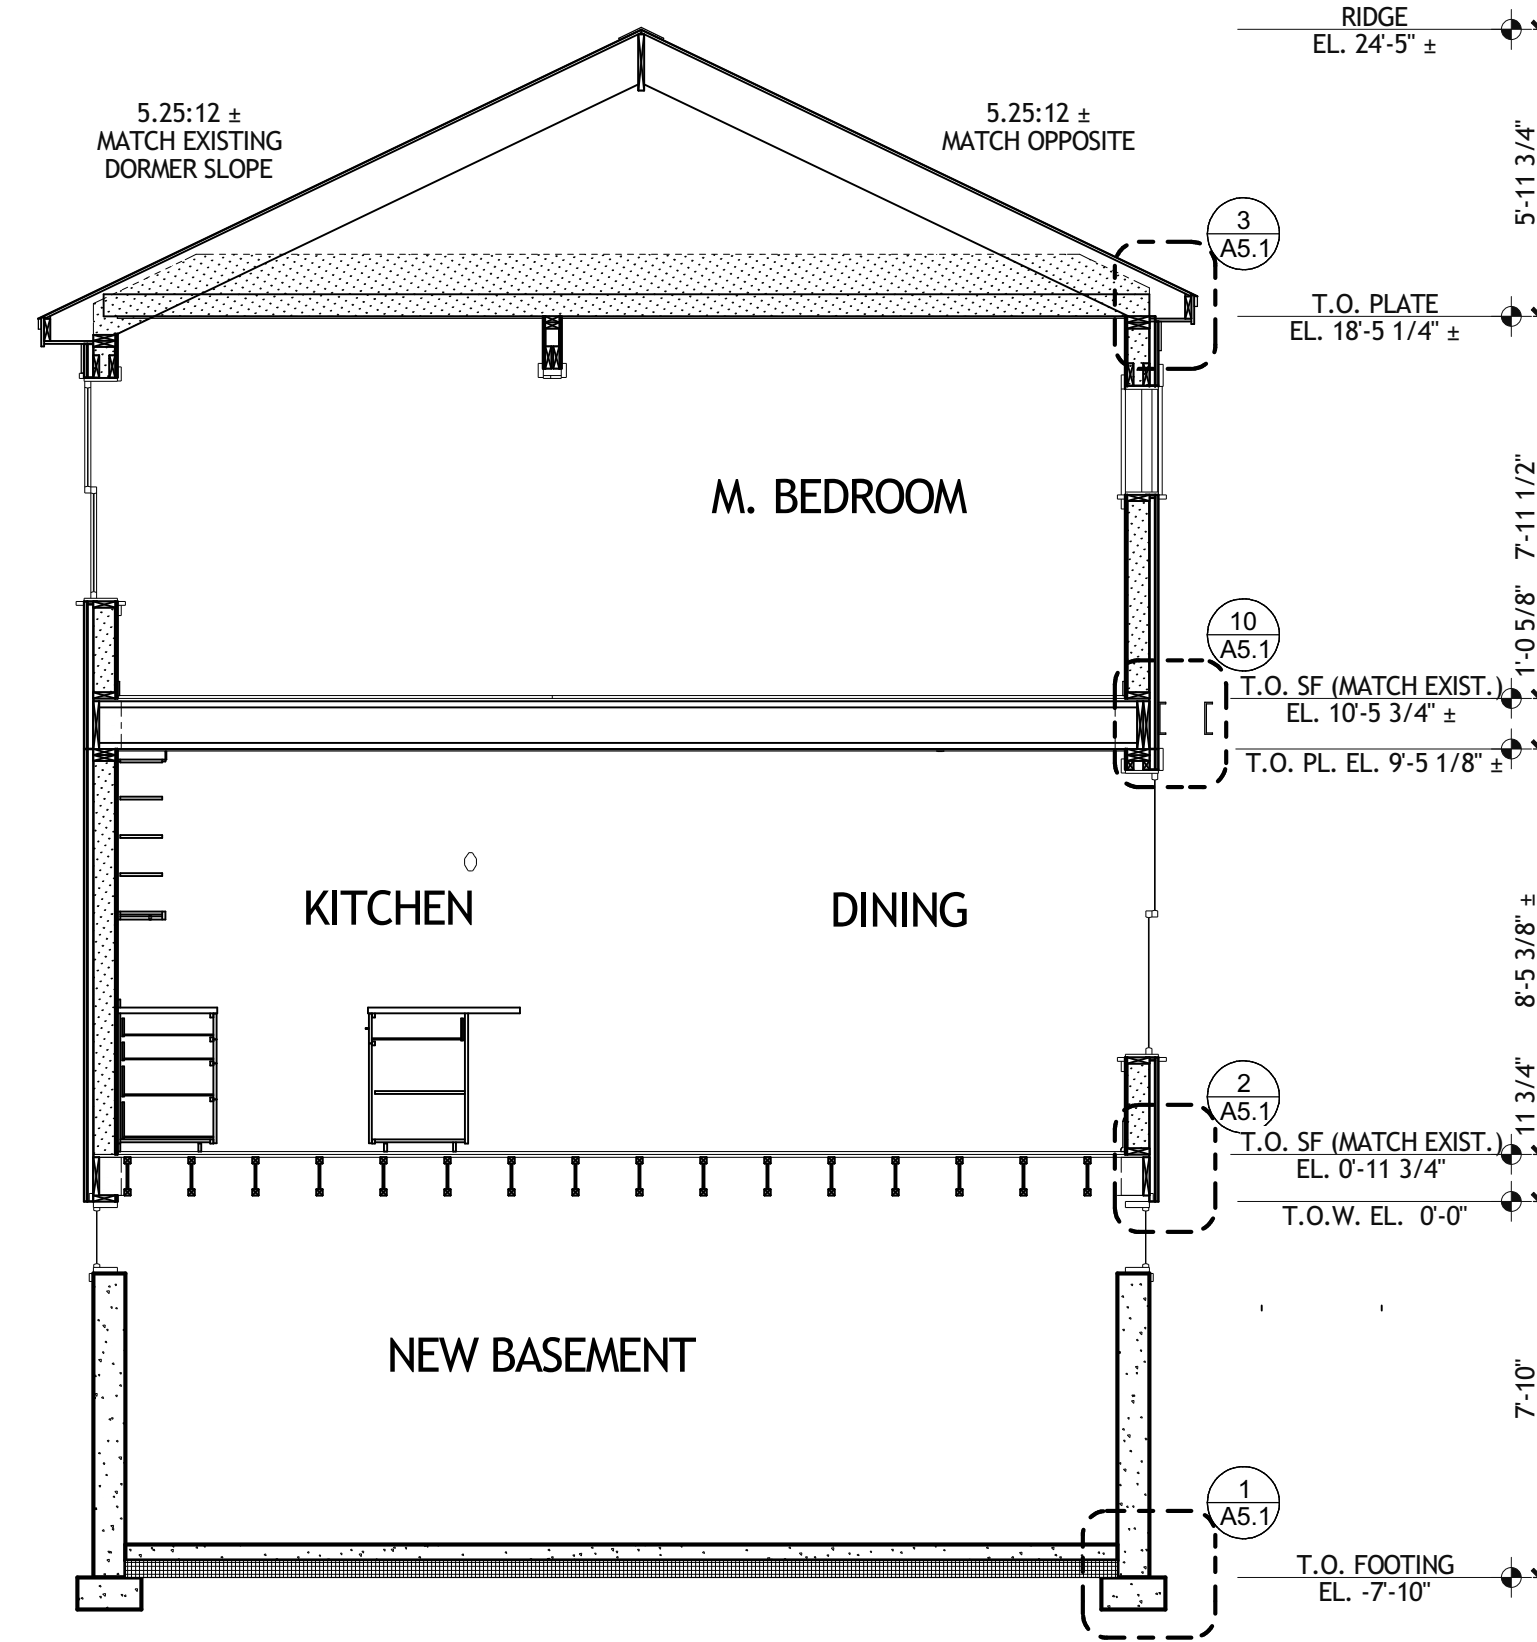 RIDGE
EL. 24'-5" ±
5.25:12 ±
MATCH EXISTING
DORMER SLOPE
5.25:12 ±
MATCH OPPOSITE
5'-11 3/4"
3
A5.1
T.O. PLATE
EL. 18'-5 1/4" ±
M. BEDROOM
7'-11 1/2"
10
A5.1
1'-0 5/8"
T.O. SF (MATCH EXIST.)
EL. 10'-5 3/4" ±
T.O. PL. EL. 9'-5 1/8" ±
KITCHEN
DINING
8'-5 3/8" ±
2
A5.1
11 3/4"
T.O. SF (MATCH EXIST.)
EL. 0'-11 3/4"
T.O.W. EL. 0'-0"
NEW BASEMENT
7'-10"
1
A5.1
T.O. FOOTING
EL. -7'-10"